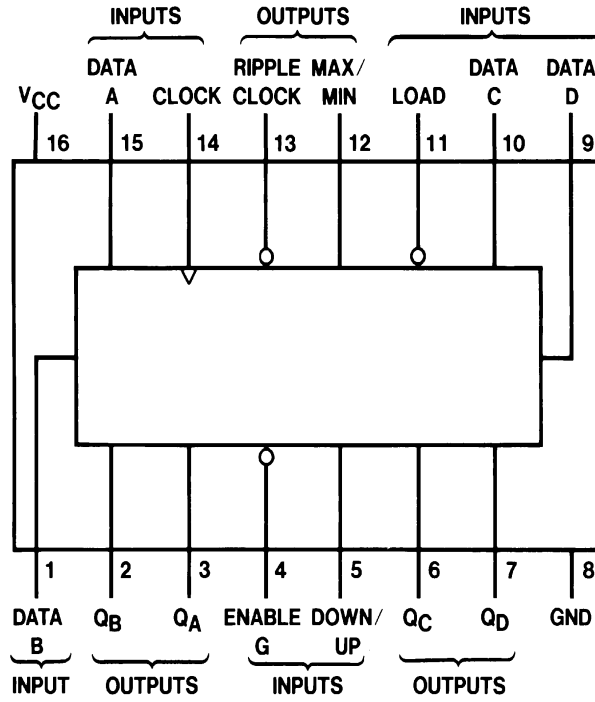 INPUTS OUTPUTS INPUTS
DATA RIPPLE MAX/ DATA DATA
VCC A CLOCK CLOCK MIN LOAD C D
16 15 14 13 12 11 10 9
1 2 3 4 5 6 7 8
DATA QB QA ENABLE DOWN/ QC QD GND
B G UP
INPUT OUTPUTS INPUTS OUTPUTS